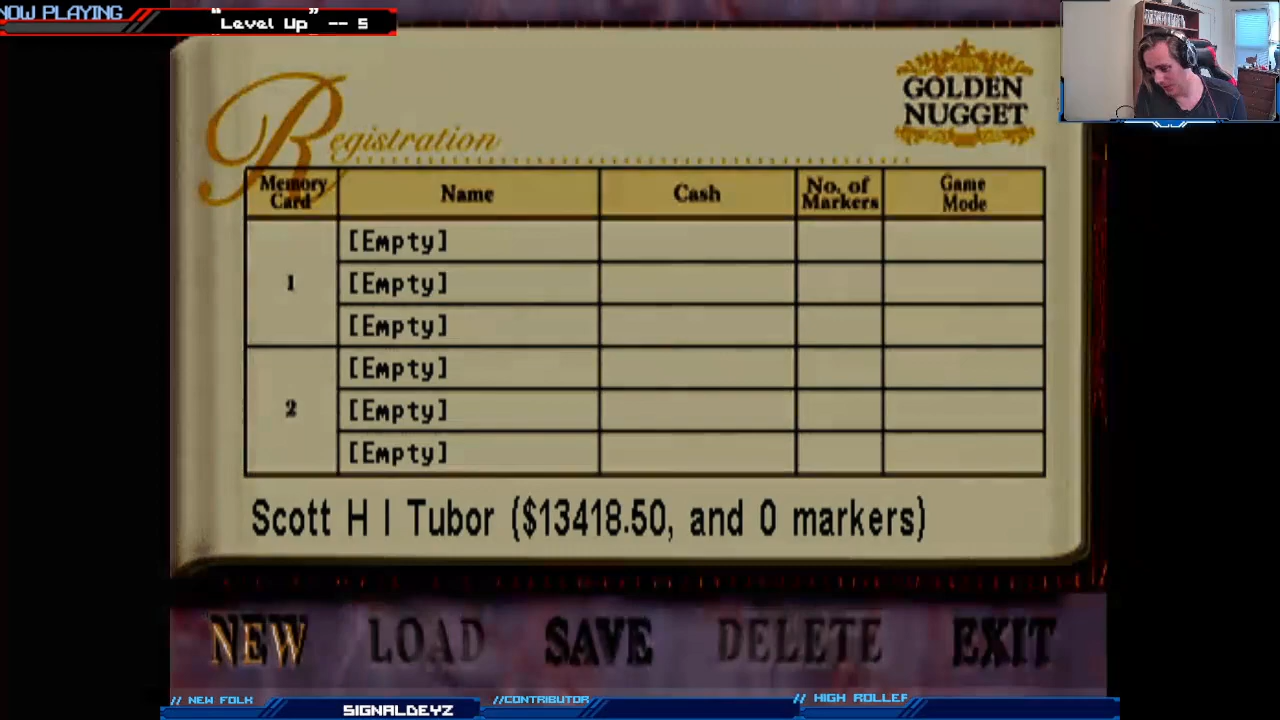 NOW PLAYING
"Level Up" -- 5
GOLDEN
NUGGET
Registration
Memory Card
Name
Cash
No. of Markers
Game Mode
1
[Empty]
[Empty]
[Empty]
2
[Empty]
[Empty]
[Empty]
Scott H I Tubor ($13418.50, and 0 markers)
NEW LOAD SAVE DELETE EXIT
// NEW FOLK
//CONTRIBUTOR
// HIGH ROLLER
SIGNALDEYZ